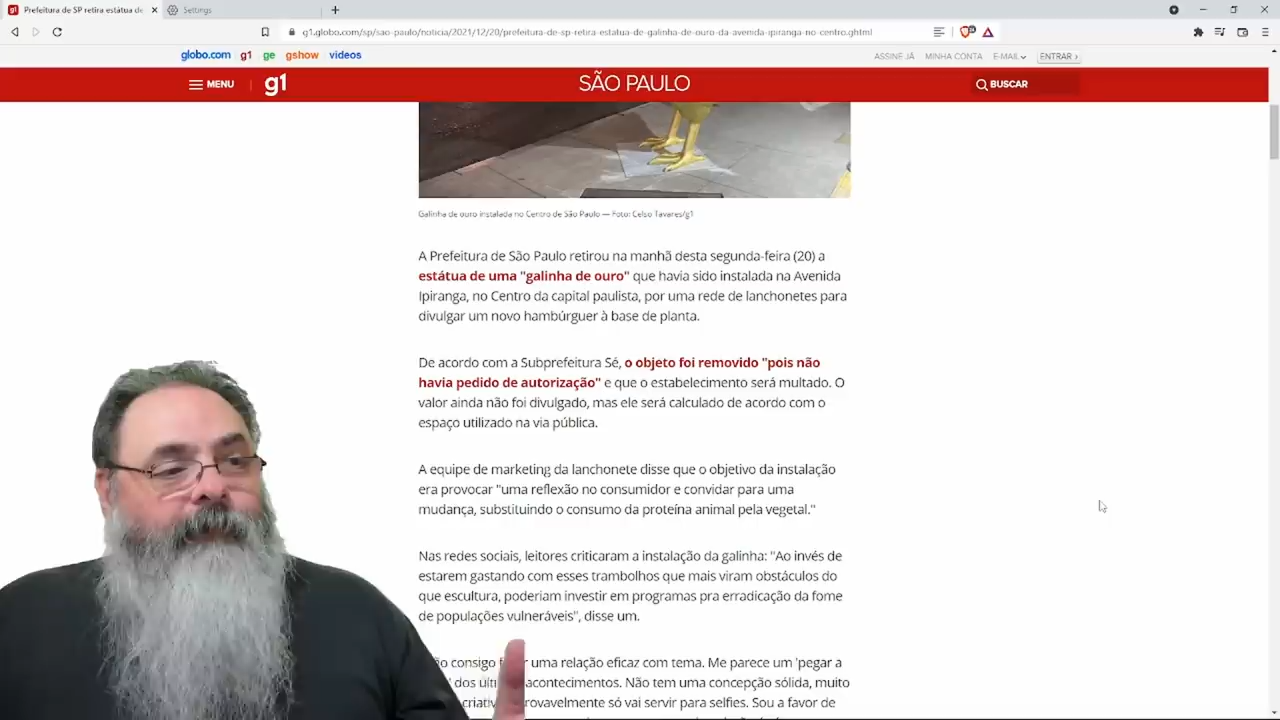 Prefeitura de SP retira estátua de
Settings
g1.globo.com/sp/sao-paulo/noticia/2021/12/20/prefeitura-de-sp-retira-estatua-de-galinha-de-ouro-da-avenida-ipiranga-no-centro.ghtml
globo.com g1 ge gshow videos
ASSINE JÁ MINHA CONTA E-MAIL ENTRAR
MENU g1 SÃO PAULO BUSCAR
Galinha de ouro instalada no Centro de São Paulo — Foto: Celso Tavares/g1
A Prefeitura de São Paulo retirou na manhã desta segunda-feira (20) a
estátua de uma "galinha de ouro" que havia sido instalada na Avenida
Ipiranga, no Centro da capital paulista, por uma rede de lanchonetes para
divulgar um novo hambúrguer à base de planta.
De acordo com a Subprefeitura Sé, o objeto foi removido "pois não
havia pedido de autorização" e que o estabelecimento será multado. O
valor ainda não foi divulgado, mas ele será calculado de acordo com o
espaço utilizado na via pública.
A equipe de marketing da lanchonete disse que o objetivo da instalação
era provocar "uma reflexão no consumidor e convidar para uma
mudança, substituindo o consumo da proteína animal pela vegetal."
Nas redes sociais, leitores criticaram a instalação da galinha: "Ao invés de
estarem gastando com esses trambolhos que mais viram obstáculos do
que escultura, poderiam investir em programas pra erradicação da fome
de populações vulneráveis", disse um.
consigo uma relação eficaz com tema. Me parece um 'pegar a
dos acontecimentos. Não tem uma concepção sólida, muito
só vai servir para selfies. Sou a favor de